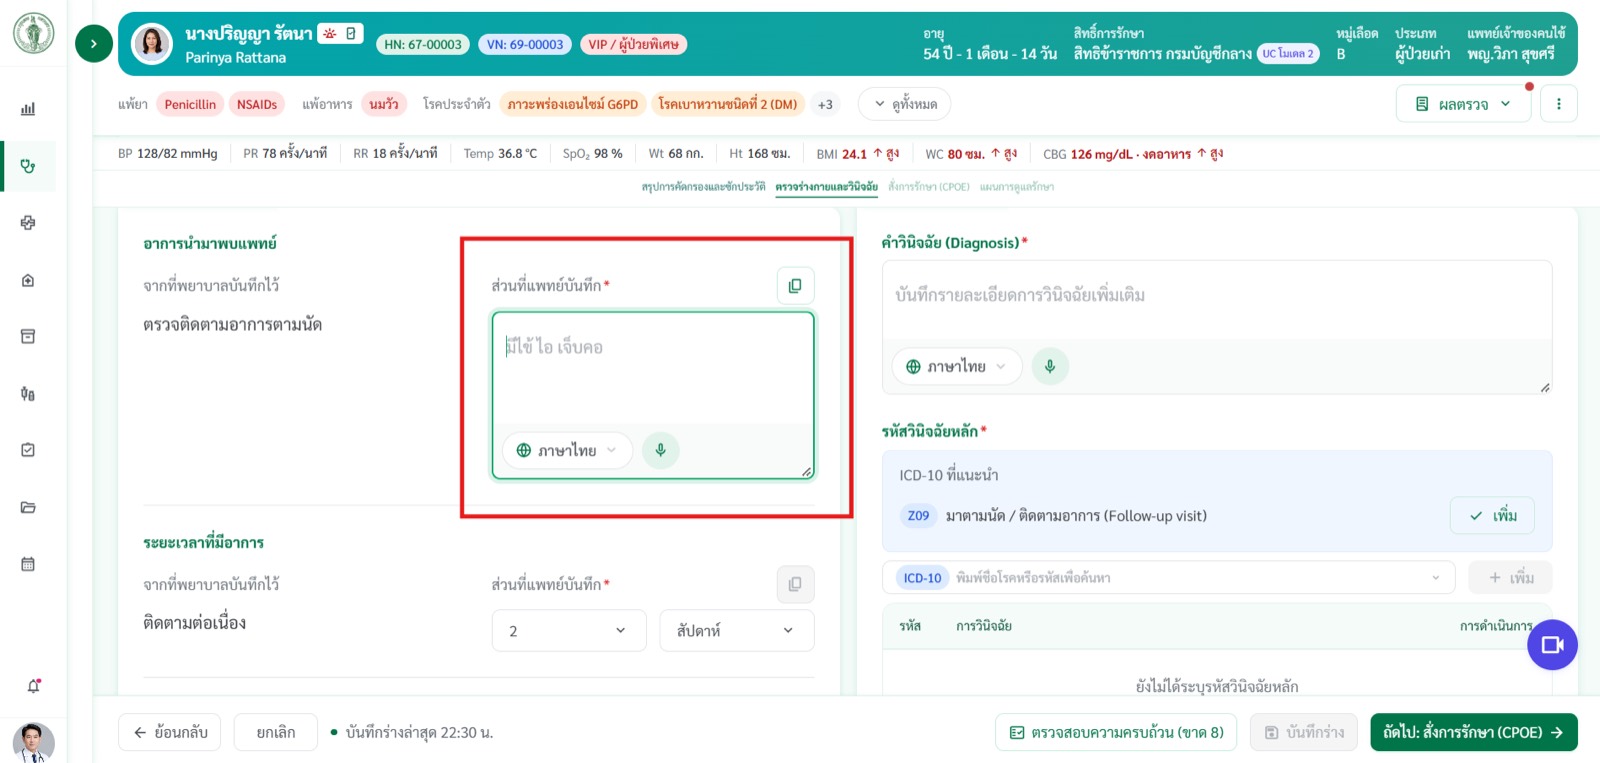 นางปริญญา รัตนา
Parinya Rattana
HN: 67-00003
VN: 69-00003
VIP / ผู้ป่วยพิเศษ
อายุ
54 ปี - 1 เดือน - 14 วัน
สิทธิ์การรักษา
สิทธิข้าราชการ กรมบัญชีกลาง UC โมเดล 2
หมู่เลือด
B
ประเภท
ผู้ป่วยเก่า
แพทย์เจ้าของคนไข้
พญ.วิภา สุขศรี
แพ้ยา Penicillin NSAIDs แพ้อาหาร นมวัว โรคประจำตัว ภาวะพร่องเอนไซม์ G6PD โรคเบาหวานชนิดที่ 2 (DM) +3 ดูทั้งหมด
ผลตรวจ
BP 128/82 mmHg PR 78 ครั้ง/นาที RR 18 ครั้ง/นาที Temp 36.8 °C SpO₂ 98 % Wt 68 กก. Ht 168 ซม. BMI 24.1 ↑ สูง WC 80 ซม. ↑ สูง CBG 126 mg/dL · งดอาหาร ↑ สูง
สรุปการคัดกรองและซักประวัติ ตรวจร่างกายและวินิจฉัย สั่งการรักษา (CPOE) แผนการดูแลรักษา
อาการนำมาพบแพทย์
จากที่พยาบาลบันทึกไว้
ตรวจติดตามอาการตามนัด
ส่วนที่แพทย์บันทึก*
มีไข้ ไอ เจ็บคอ
ภาษาไทย
ระยะเวลาที่มีอาการ
จากที่พยาบาลบันทึกไว้
ติดตามต่อเนื่อง
ส่วนที่แพทย์บันทึก*
2
สัปดาห์
คำวินิจฉัย (Diagnosis)*
บันทึกรายละเอียดการวินิจฉัยเพิ่มเติม
ภาษาไทย
รหัสวินิจฉัยหลัก*
ICD-10 ที่แนะนำ
Z09 มาตามนัด / ติดตามอาการ (Follow-up visit)
เพิ่ม
ICD-10 พิมพ์ชื่อโรคหรือรหัสเพื่อค้นหา
+ เพิ่ม
รหัส การวินิจฉัย การดำเนินการ
ยังไม่ได้ระบุรหัสวินิจฉัยหลัก
← ย้อนกลับ
ยกเลิก
• บันทึกร่างล่าสุด 22:30 น.
ตรวจสอบความครบถ้วน (ขาด 8)
บันทึกร่าง
ถัดไป: สั่งการรักษา (CPOE) →